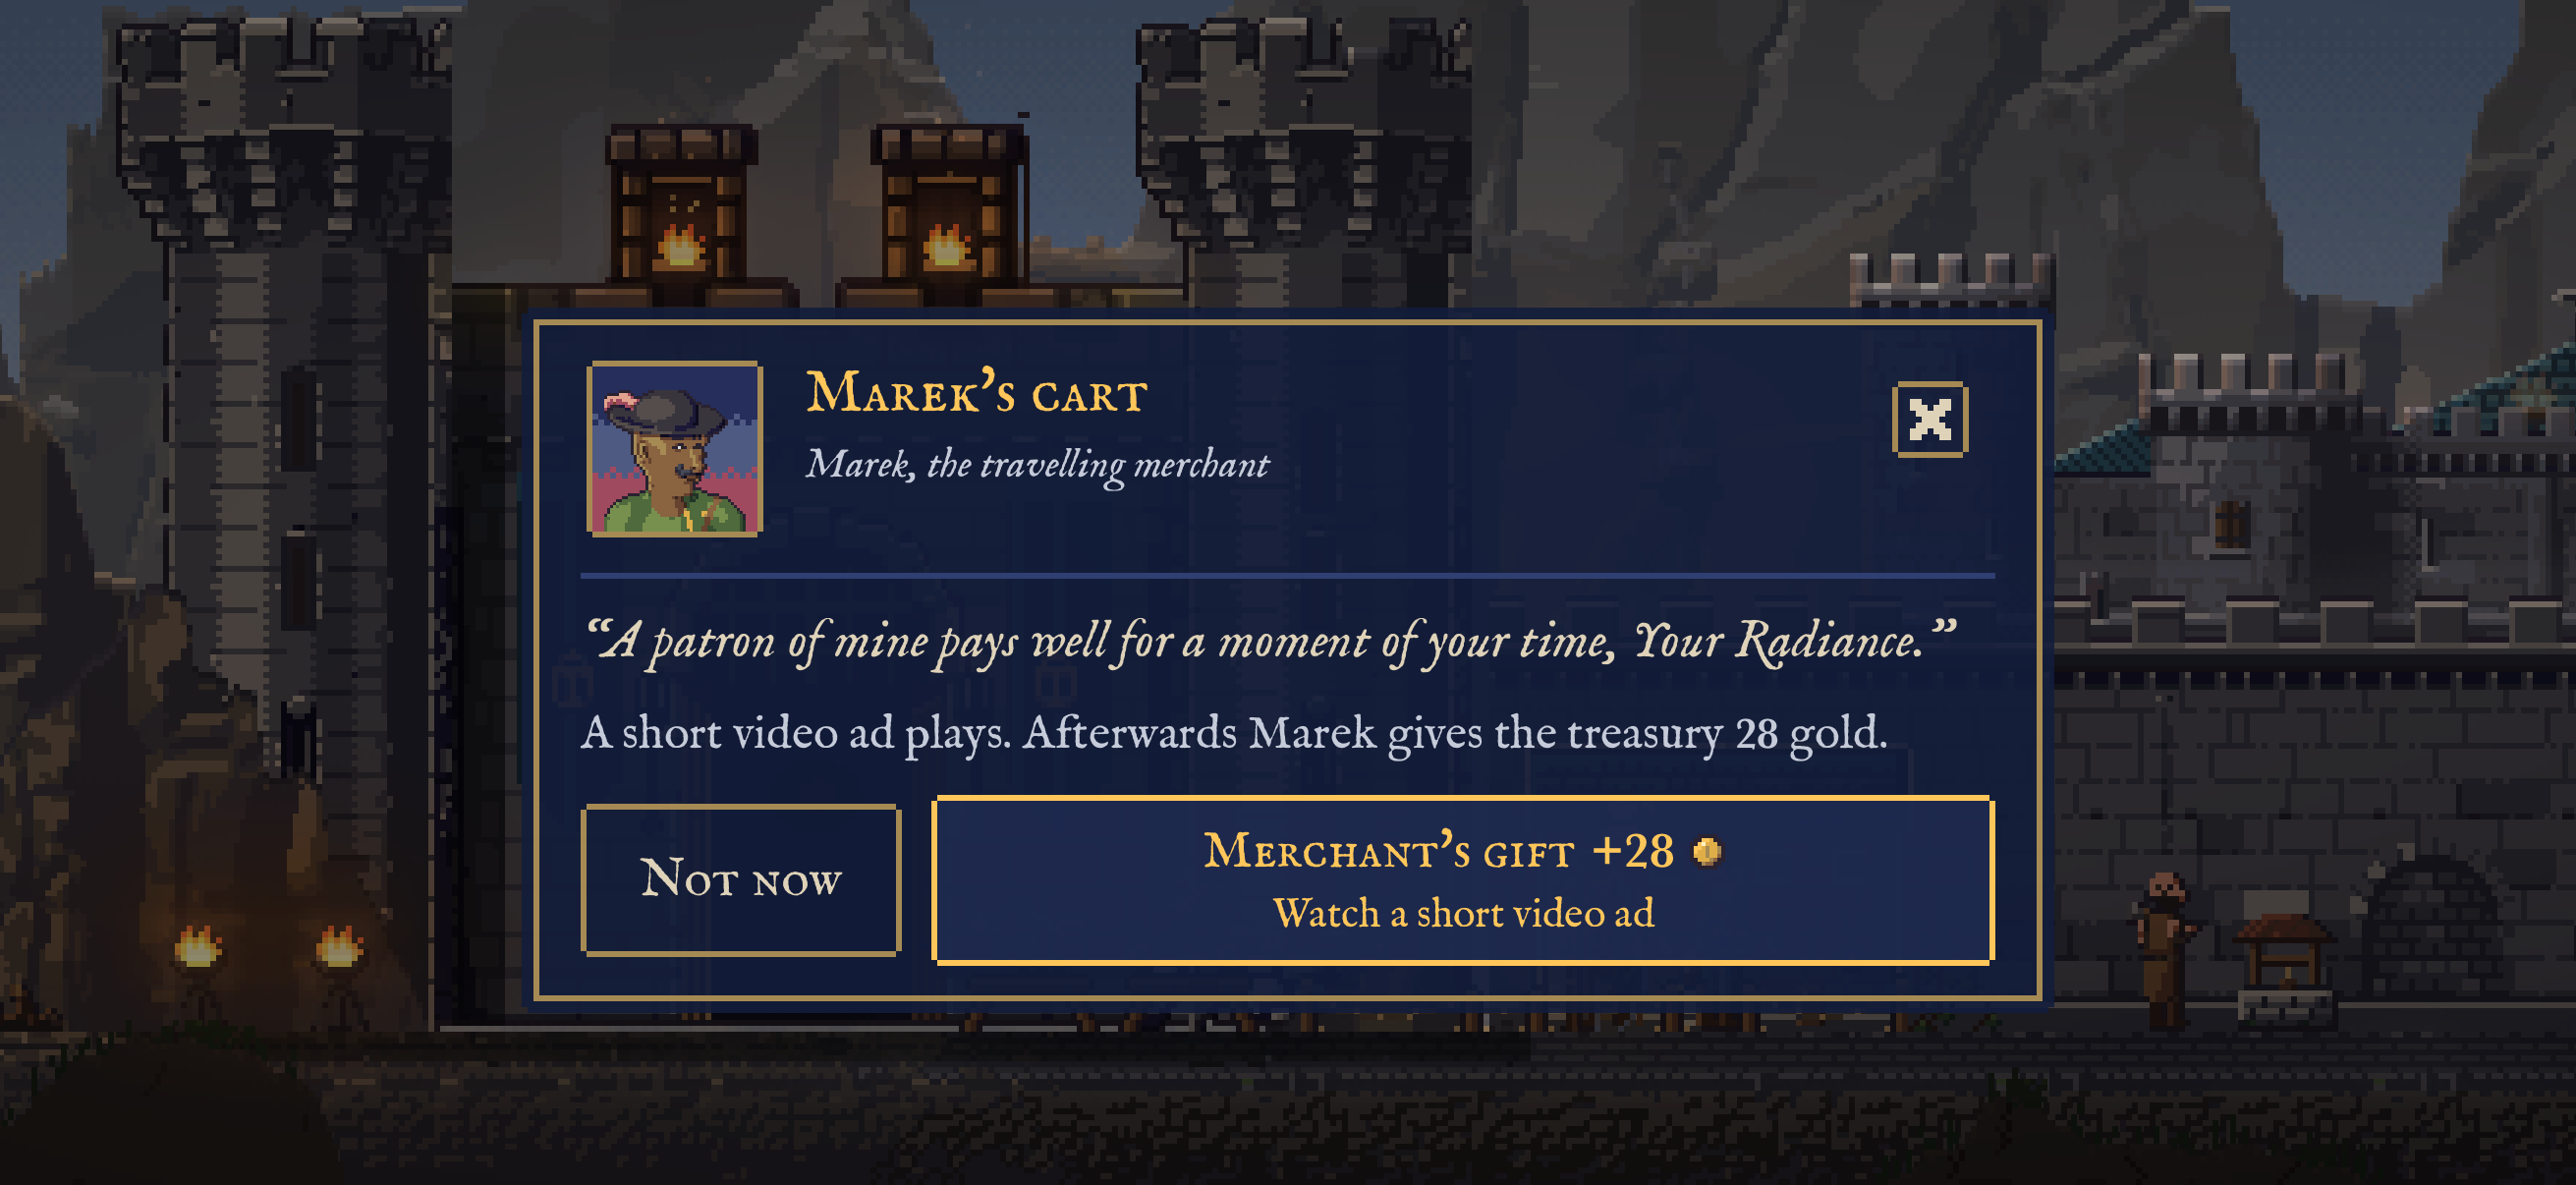 Marek's cart
Marek, the travelling merchant
“A patron of mine pays well for a moment of your time, Your Radiance.”
A short video ad plays. Afterwards Marek gives the treasury 28 gold.
Not now
Merchant's gift +28
Watch a short video ad